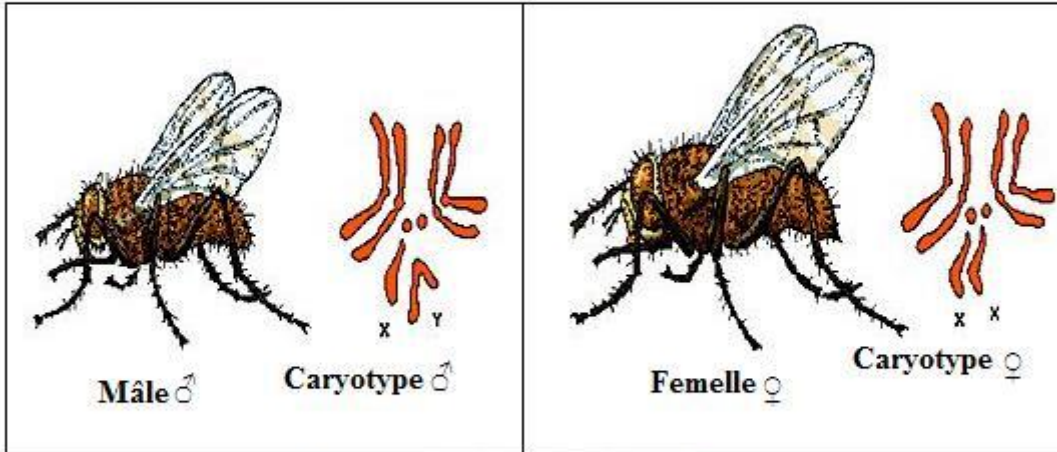 X Y
Mâle ♂
Caryotype ♂
X X
Femelle ♀
Caryotype ♀